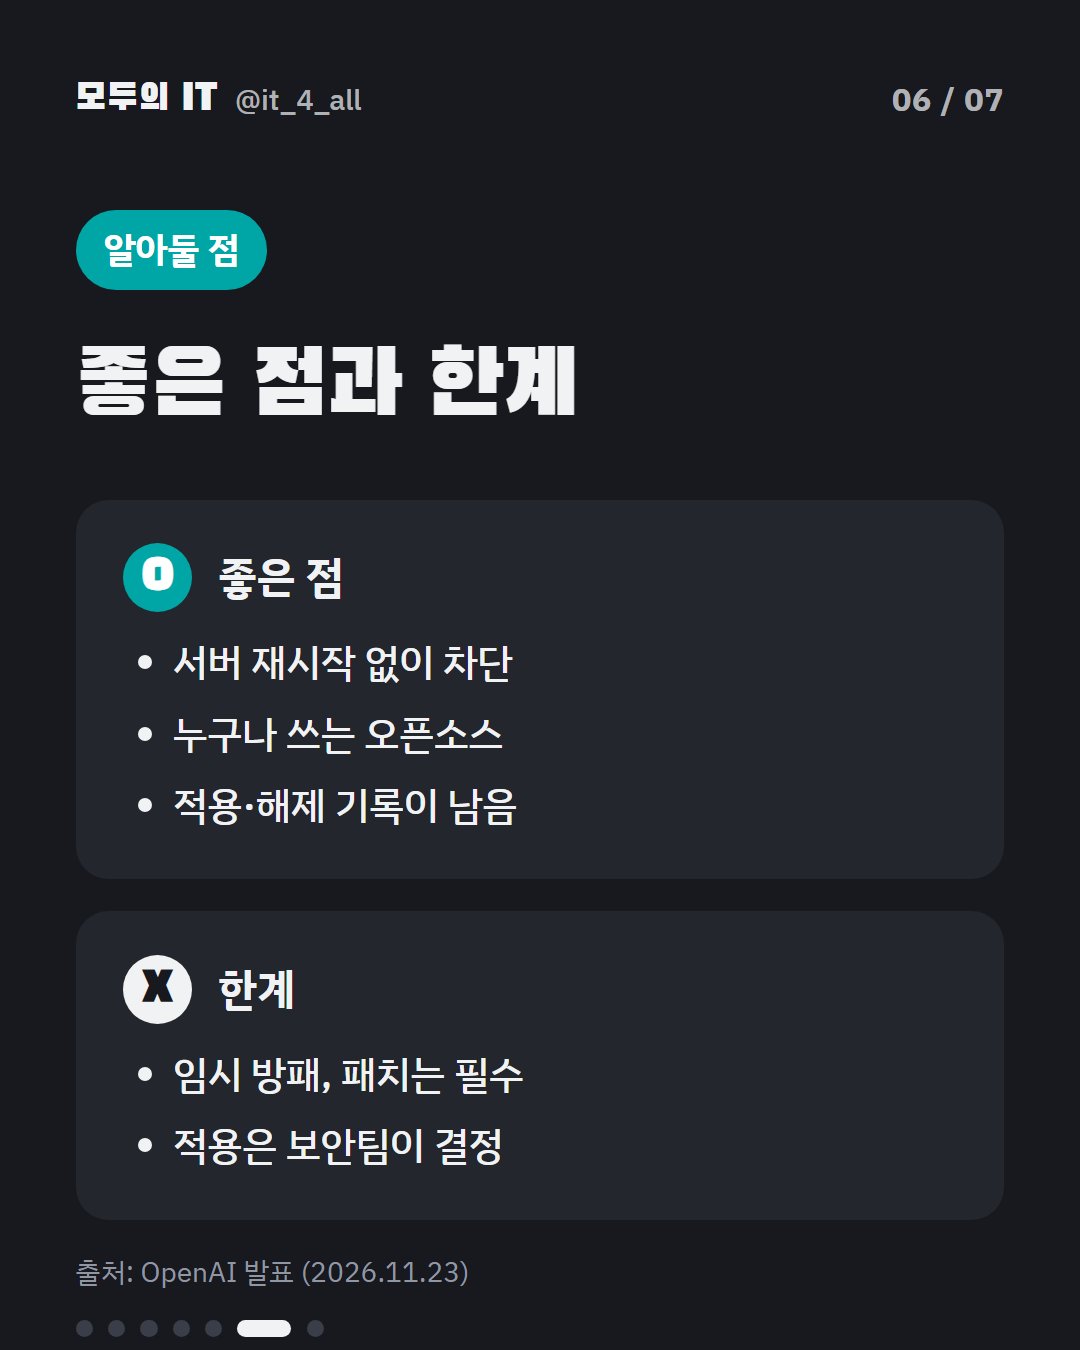 모두의 IT @it_4_all 06 / 07
알아둘 점
좋은 점과 한계
O 좋은 점
• 서버 재시작 없이 차단
• 누구나 쓰는 오픈소스
• 적용·해제 기록이 남음
X 한계
• 임시 방패, 패치는 필수
• 적용은 보안팀이 결정
출처: OpenAI 발표 (2026.11.23)